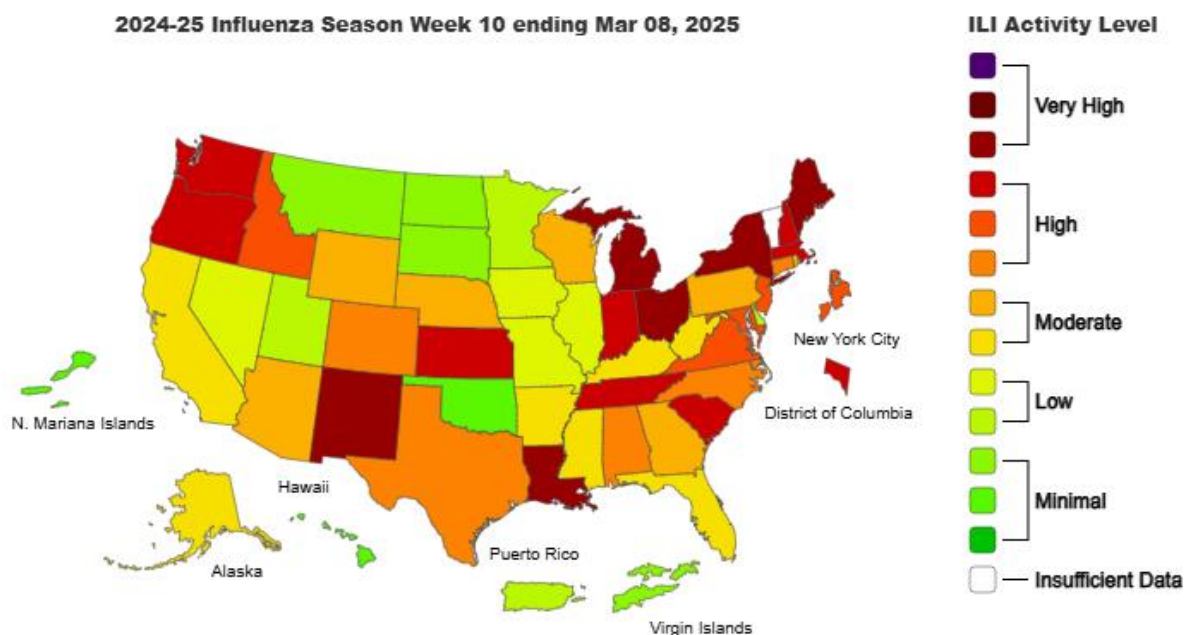 2024-25 Influenza Season Week 10 ending Mar 08, 2025
ILI Activity Level
Very High
High
Moderate
Low
Minimal
Insufficient Data
New York City
District of Columbia
N. Mariana Islands
Hawaii
Alaska
Puerto Rico
Virgin Islands